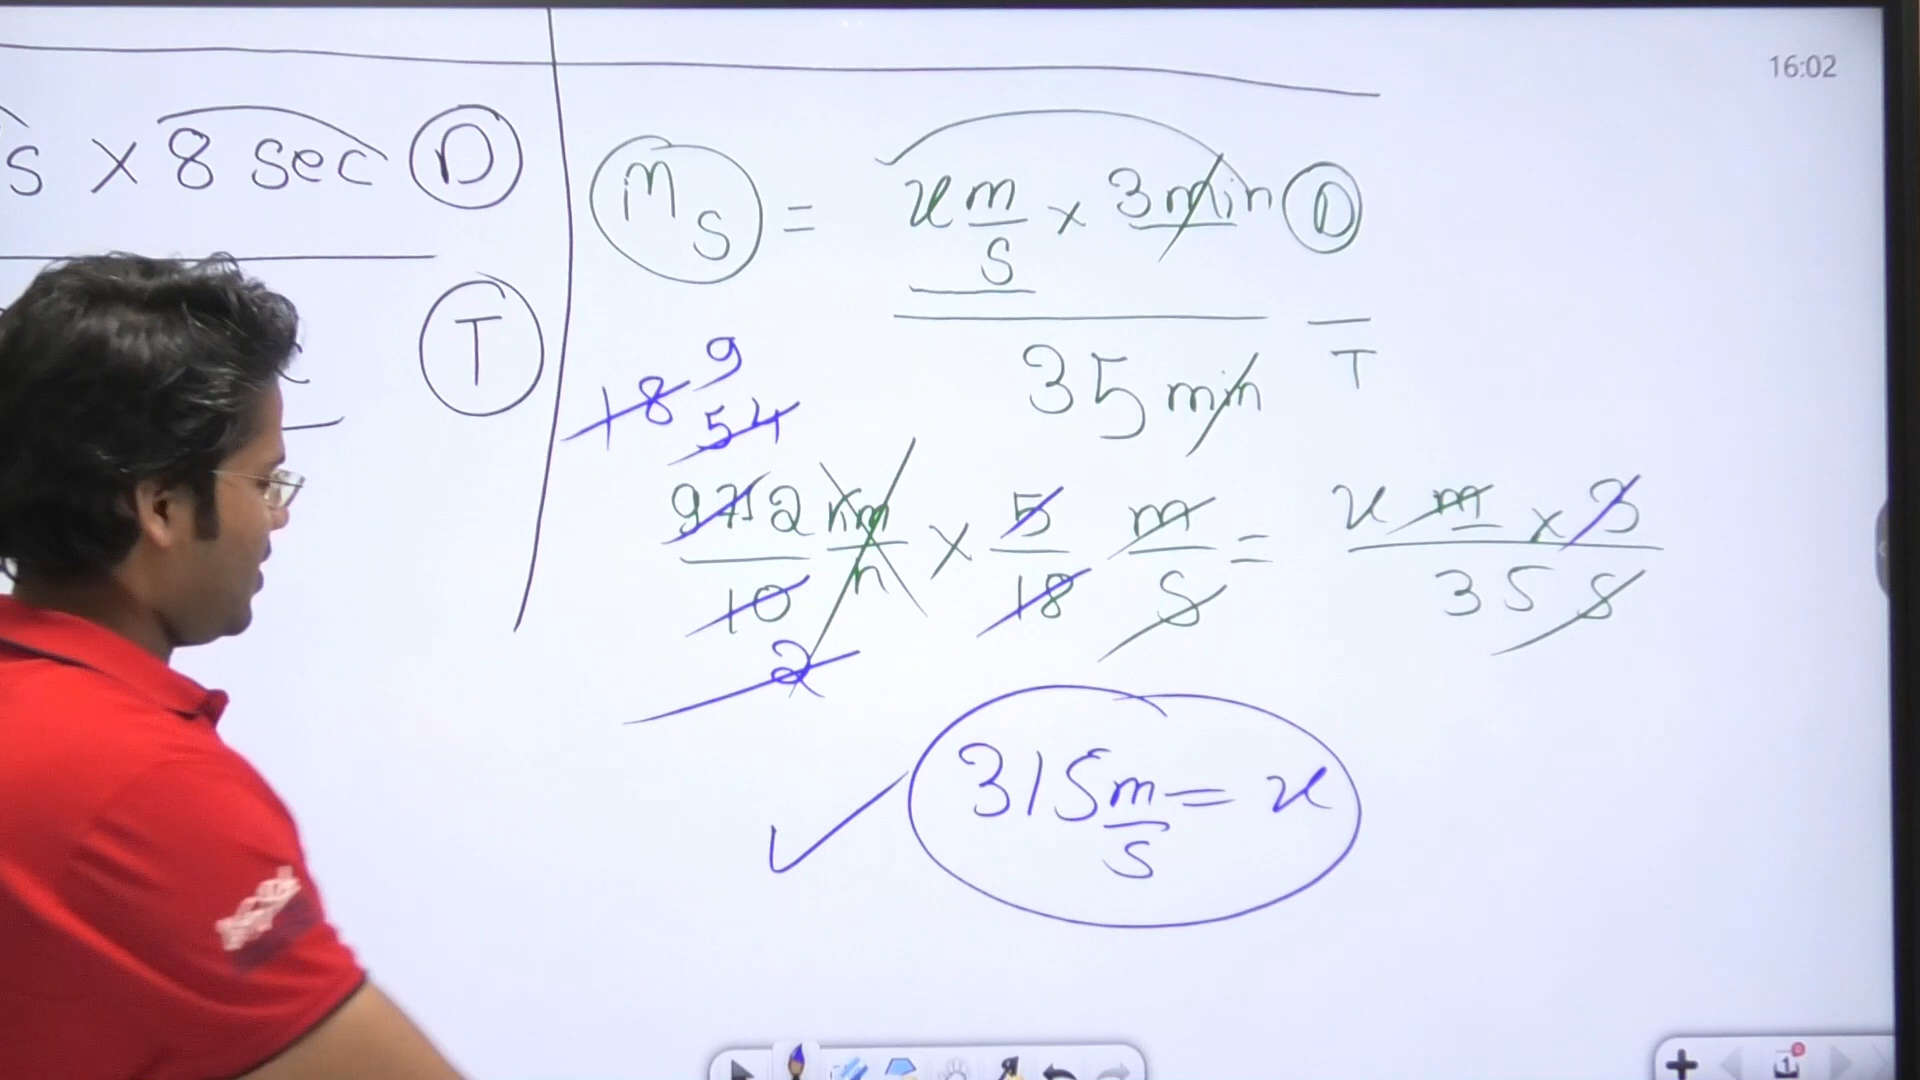 16:02
s × 8 sec D
T
M S = x m/s × 3 min D
35 min T
18 9
54
972/10 km/h × 5/18 m/s = x m × 3 / 35 s
2
315 m/s = x
1